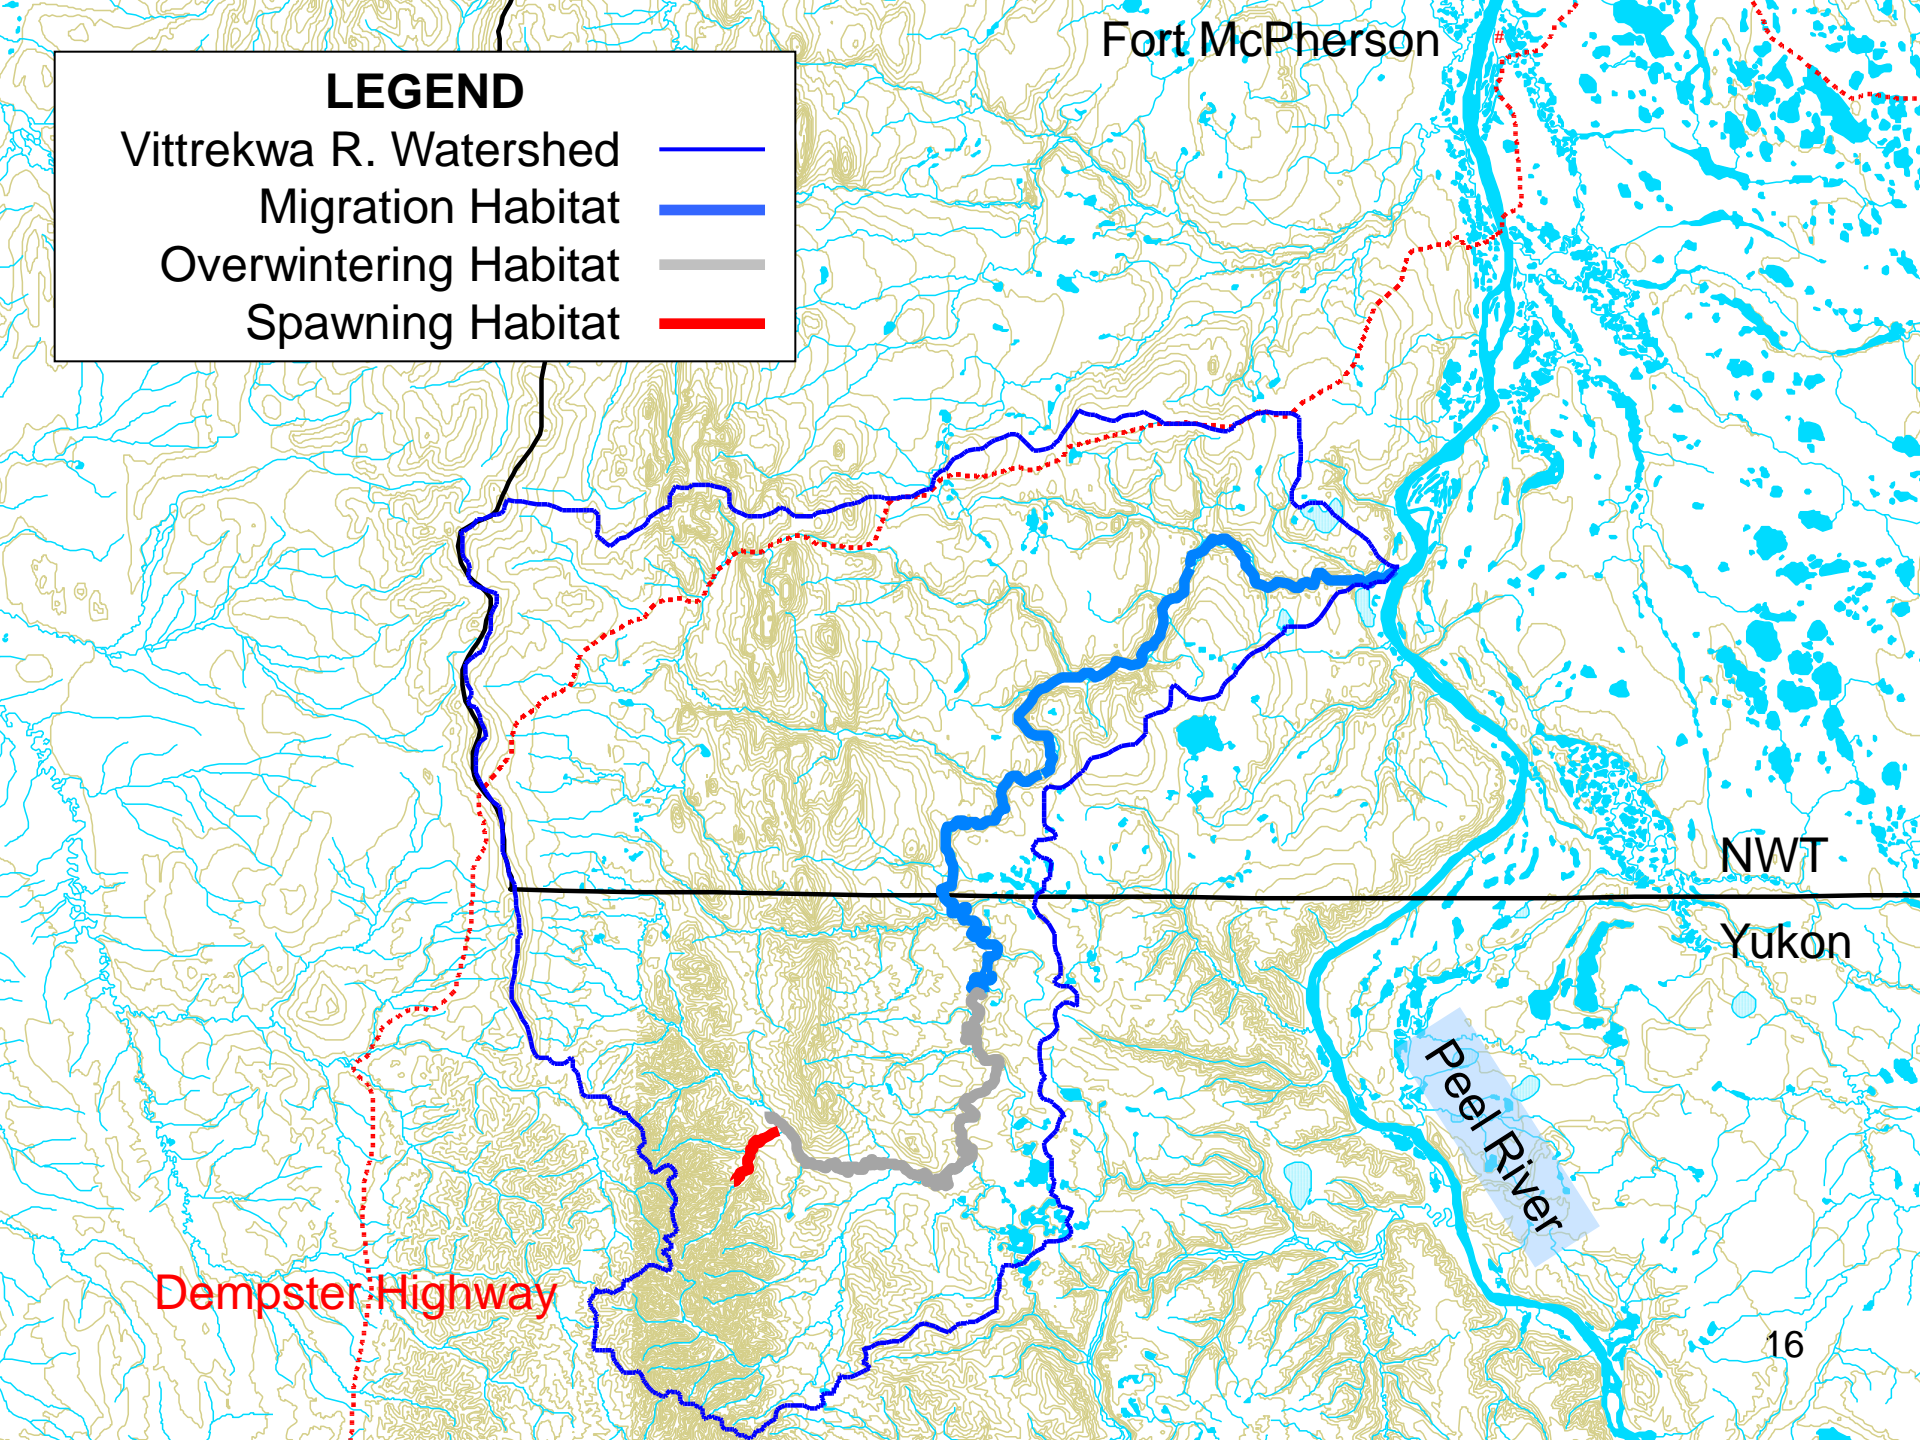 Fort McPherson
#
LEGEND
Vittrekwa R. Watershed
Migration Habitat
Overwintering Habitat
Spawning Habitat
NWT
Yukon
Peel River
Dempster Highway
16